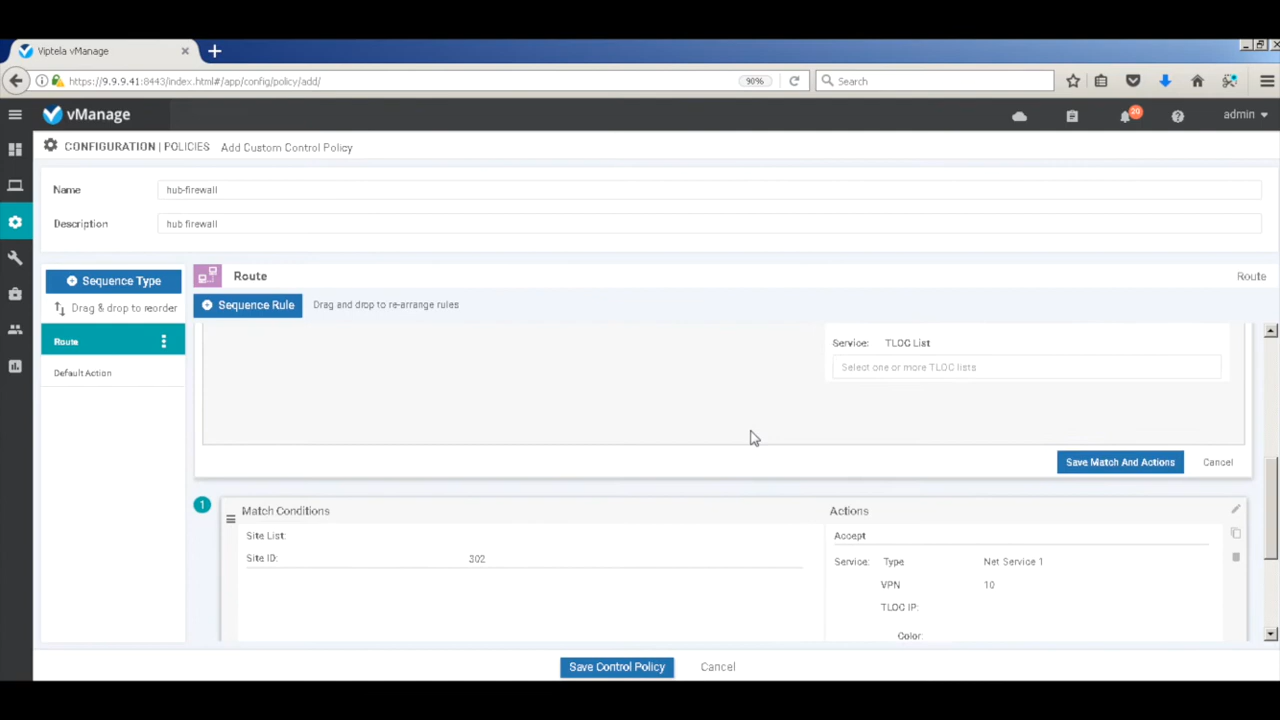 Viptela vManage
https://9.9.9.41:8443/index.html#/app/config/policy/add/
90%
Search
vManage
20
admin
CONFIGURATION | POLICIES Add Custom Control Policy
Name
hub-firewall
Description
hub firewall
Sequence Type
Route
Route
Sequence Rule
Drag and drop to re-arrange rules
Drag & drop to reorder
Route
Default Action
Service: TLOC List
Select one or more TLOC lists
Save Match And Actions
Cancel
1
Match Conditions
Actions
Site List:
Accept
Site ID: 302
Service: Type Net Service 1
VPN 10
TLOC IP:
Color:
Save Control Policy
Cancel